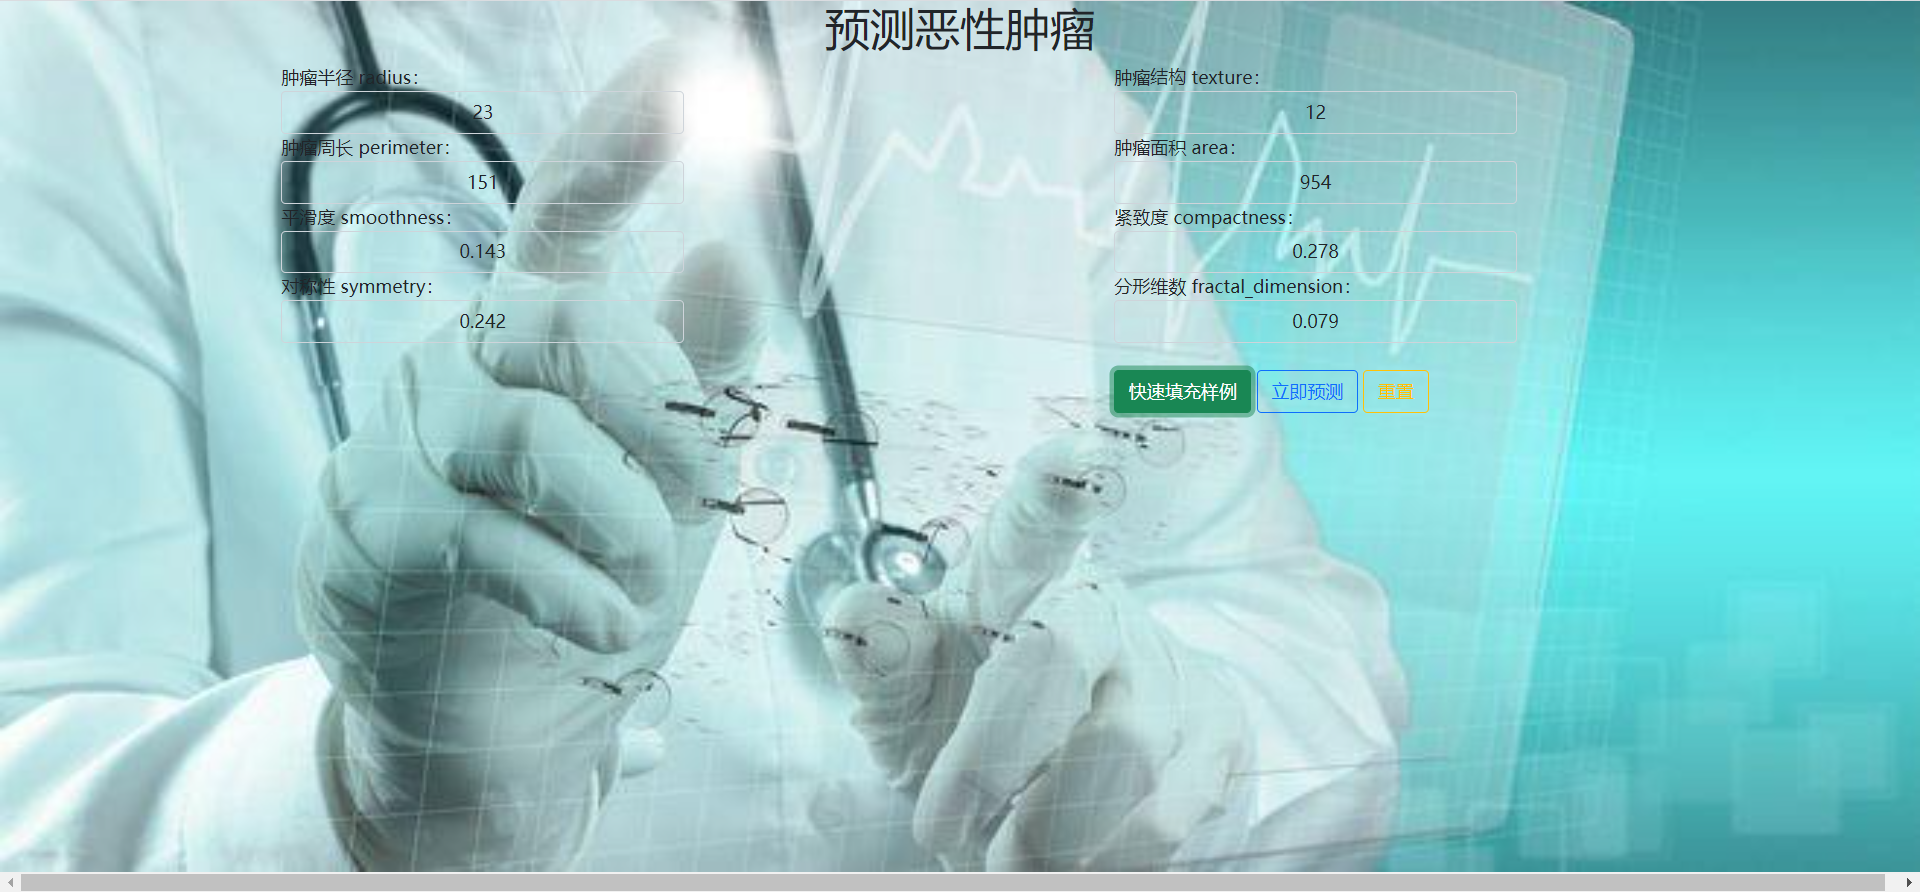 预测恶性肿瘤
肿瘤半径 radius：
23
肿瘤结构 texture：
12
肿瘤周长 perimeter：
151
肿瘤面积 area：
954
平滑度 smoothness：
0.143
紧致度 compactness：
0.278
对称性 symmetry：
0.242
分形维数 fractal_dimension：
0.079
快速填充样例 立即预测 重置